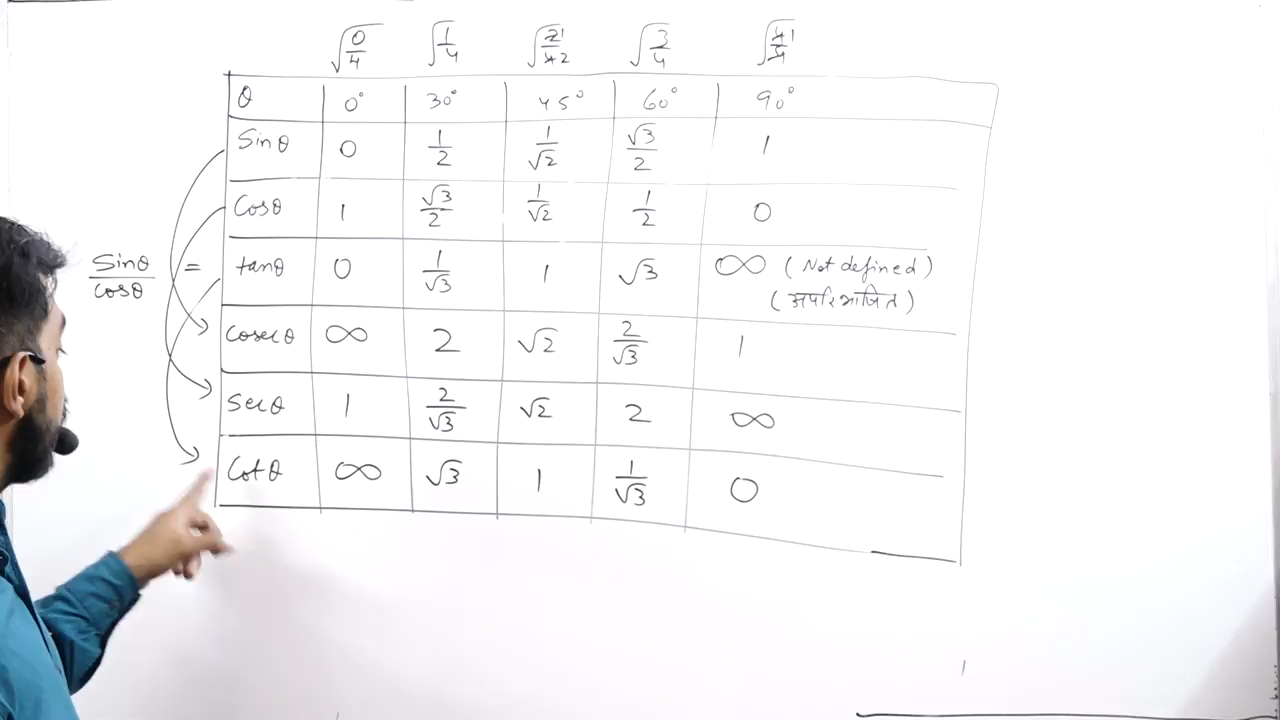 √0/4 √1/4 √2̶1/4̶2 √3/4 √4̶1/4̶
θ 0° 30° 45° 60° 90°
Sinθ 0 1/2 1/√2 √3/2 1
Cosθ 1 √3/2 1/√2 1/2 0
Sinθ/Cosθ = tanθ 0 1/√3 1 √3 ∞ (Not defined)
(अपरिभाजित)
Cosecθ ∞ 2 √2 2/√3 1
Secθ 1 2/√3 √2 2 ∞
Cotθ ∞ √3 1 1/√3 0